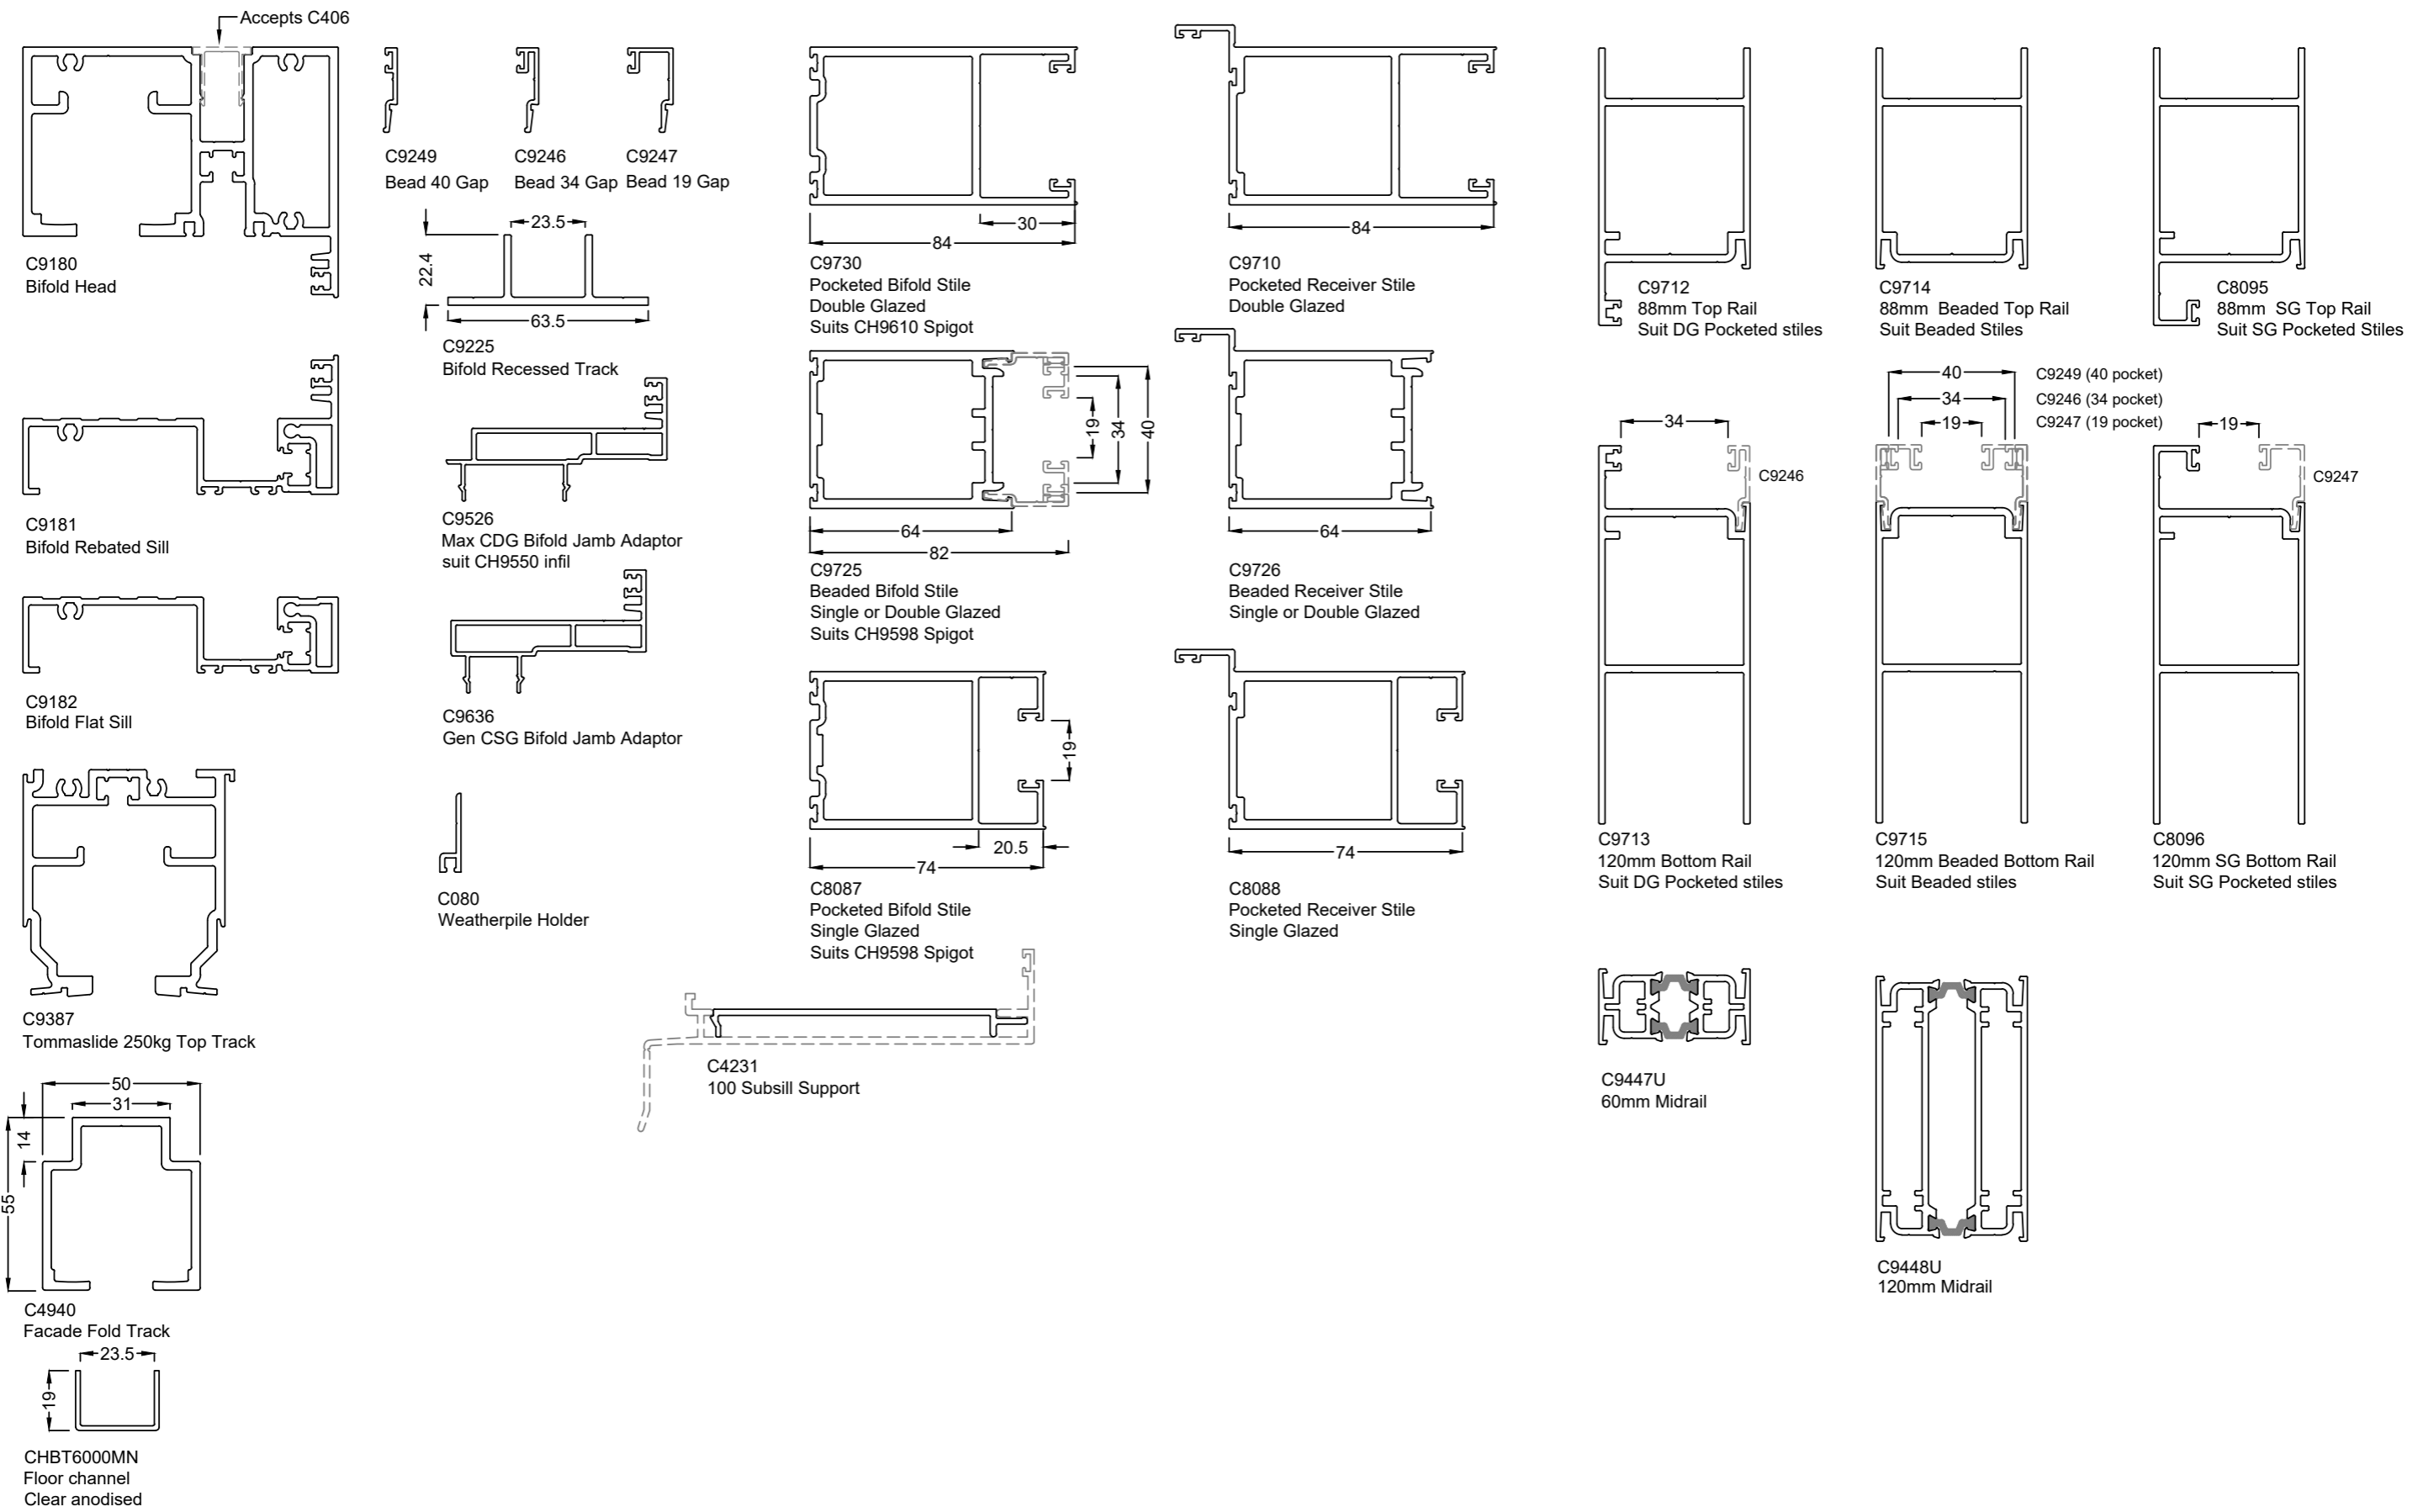 Accepts C406
C9180
Bifold Head
C9181
Bifold Rebated Sill
C9182
Bifold Flat Sill
C9387
Tommaslide 250kg Top Track
50
31
14
55
C4940
Facade Fold Track
23.5
19
CHBT6000MN
Floor channel
Clear anodised
C9249
Bead 40 Gap
C9246
Bead 34 Gap
C9247
Bead 19 Gap
23.5
22.4
63.5
C9225
Bifold Recessed Track
C9526
Max CDG Bifold Jamb Adaptor
suit CH9550 infil
C9636
Gen CSG Bifold Jamb Adaptor
C080
Weatherpile Holder
C4231
100 Subsill Support
30
84
C9730
Pocketed Bifold Stile
Double Glazed
Suits CH9610 Spigot
19
34
40
64
82
C9725
Beaded Bifold Stile
Single or Double Glazed
Suits CH9598 Spigot
19
20.5
74
C8087
Pocketed Bifold Stile
Single Glazed
Suits CH9598 Spigot
84
C9710
Pocketed Receiver Stile
Double Glazed
64
C9726
Beaded Receiver Stile
Single or Double Glazed
74
C8088
Pocketed Receiver Stile
Single Glazed
C9712
88mm Top Rail
Suit DG Pocketed stiles
C9714
88mm  Beaded Top Rail
Suit Beaded Stiles
C8095
88mm  SG Top Rail
Suit SG Pocketed Stiles
34
C9246
C9713
120mm Bottom Rail
Suit DG Pocketed stiles
40
C9249 (40 pocket)
34
C9246 (34 pocket)
19
C9247 (19 pocket)
C9715
120mm Beaded Bottom Rail
Suit Beaded stiles
19
C9247
C8096
120mm SG Bottom Rail
Suit SG Pocketed stiles
C9447U
60mm Midrail
C9448U
120mm Midrail